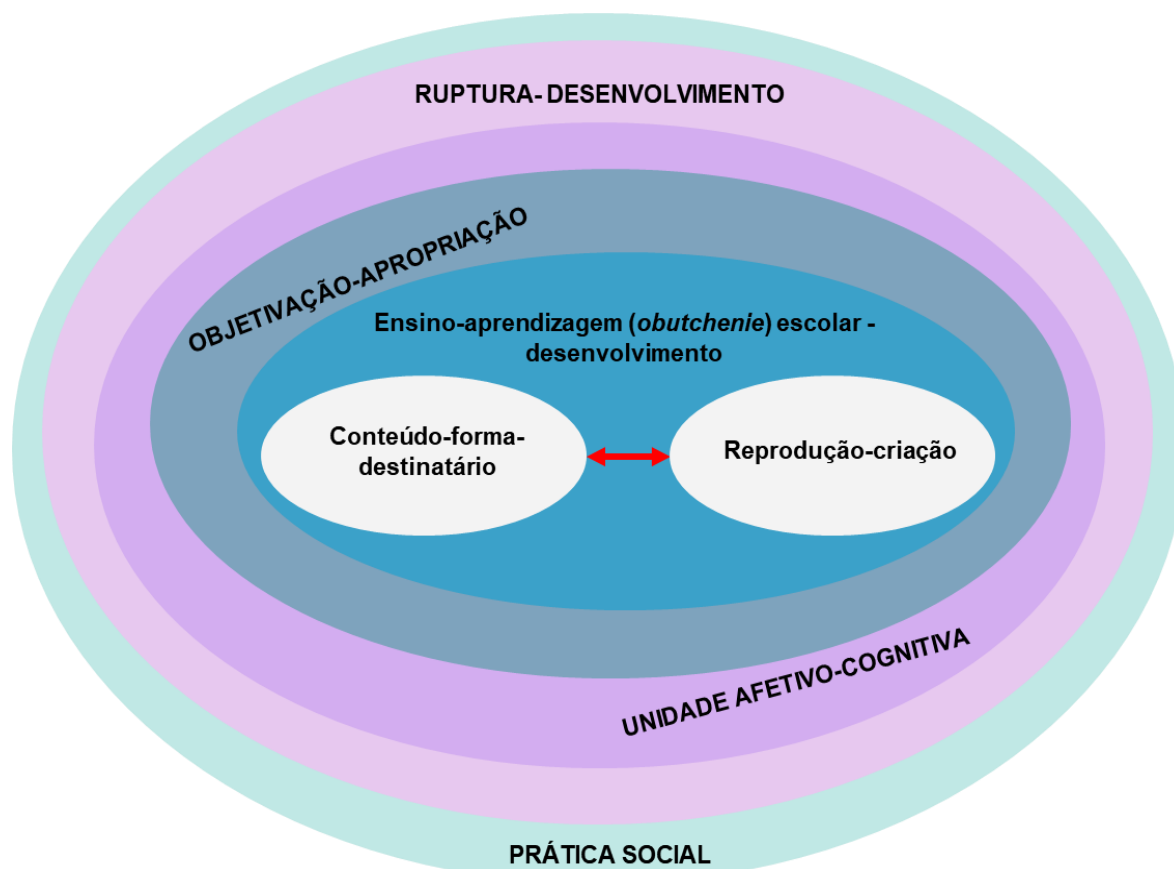 RUPTURA- DESENVOLVIMENTO
OBJETIVAÇÃO-APROPRIAÇÃO
Ensino-aprendizagem (obutchenie) escolar -
desenvolvimento
Conteúdo-forma-
destinatário
Reprodução-criação
UNIDADE AFETIVO-COGNITIVA
PRÁTICA SOCIAL